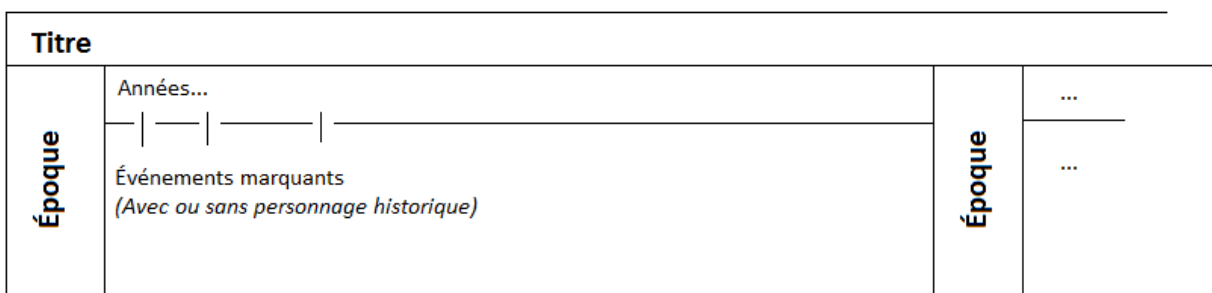 Titre
Époque
Années...
Événements marquants
(Avec ou sans personnage historique)
Époque
...
...